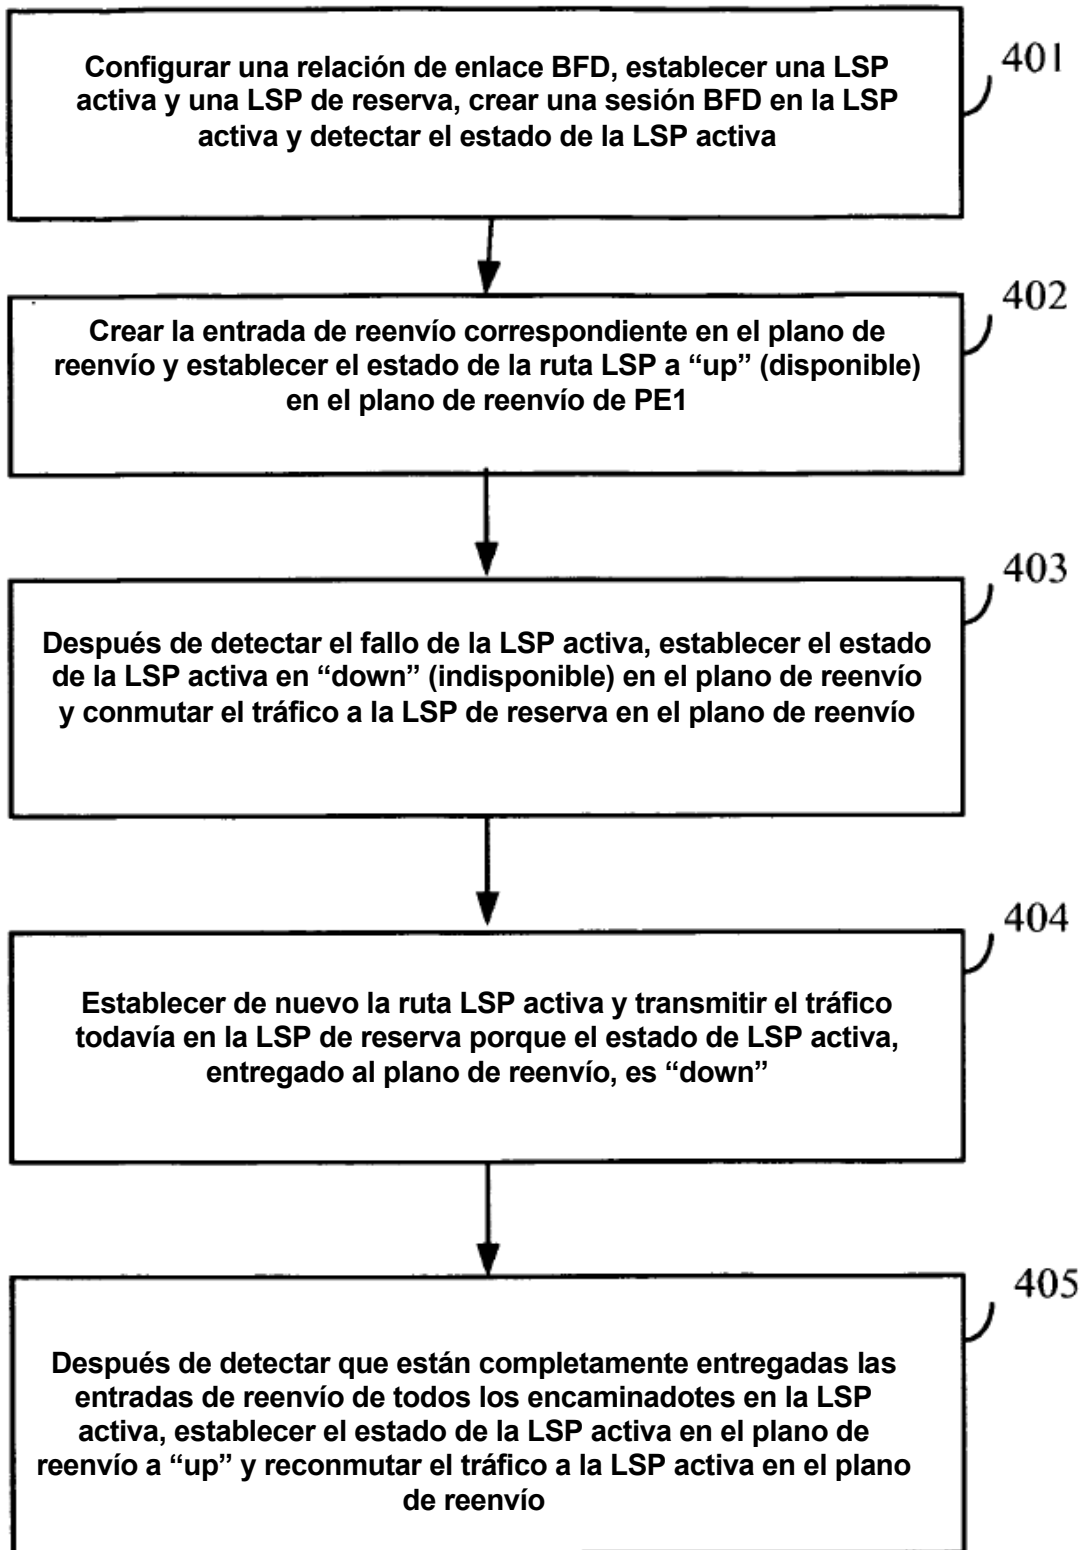 Configurar una relación de enlace BFD, establecer una LSP
activa y una LSP de reserva, crear una sesión BFD en la LSP
activa y detectar el estado de la LSP activa
401
Crear la entrada de reenvío correspondiente en el plano de
reenvío y establecer el estado de la ruta LSP a “up” (disponible)
en el plano de reenvío de PE1
402
Después de detectar el fallo de la LSP activa, establecer el estado
de la LSP activa en “down” (indisponible) en el plano de reenvío
y conmutar el tráfico a la LSP de reserva en el plano de reenvío
403
Establecer de nuevo la ruta LSP activa y transmitir el tráfico
todavía en la LSP de reserva porque el estado de LSP activa,
entregado al plano de reenvío, es “down”
404
Después de detectar que están completamente entregadas las
entradas de reenvío de todos los encaminadotes en la LSP
activa, establecer el estado de la LSP activa en el plano de
reenvío a “up” y reconmutar el tráfico a la LSP activa en el plano
de reenvío
405